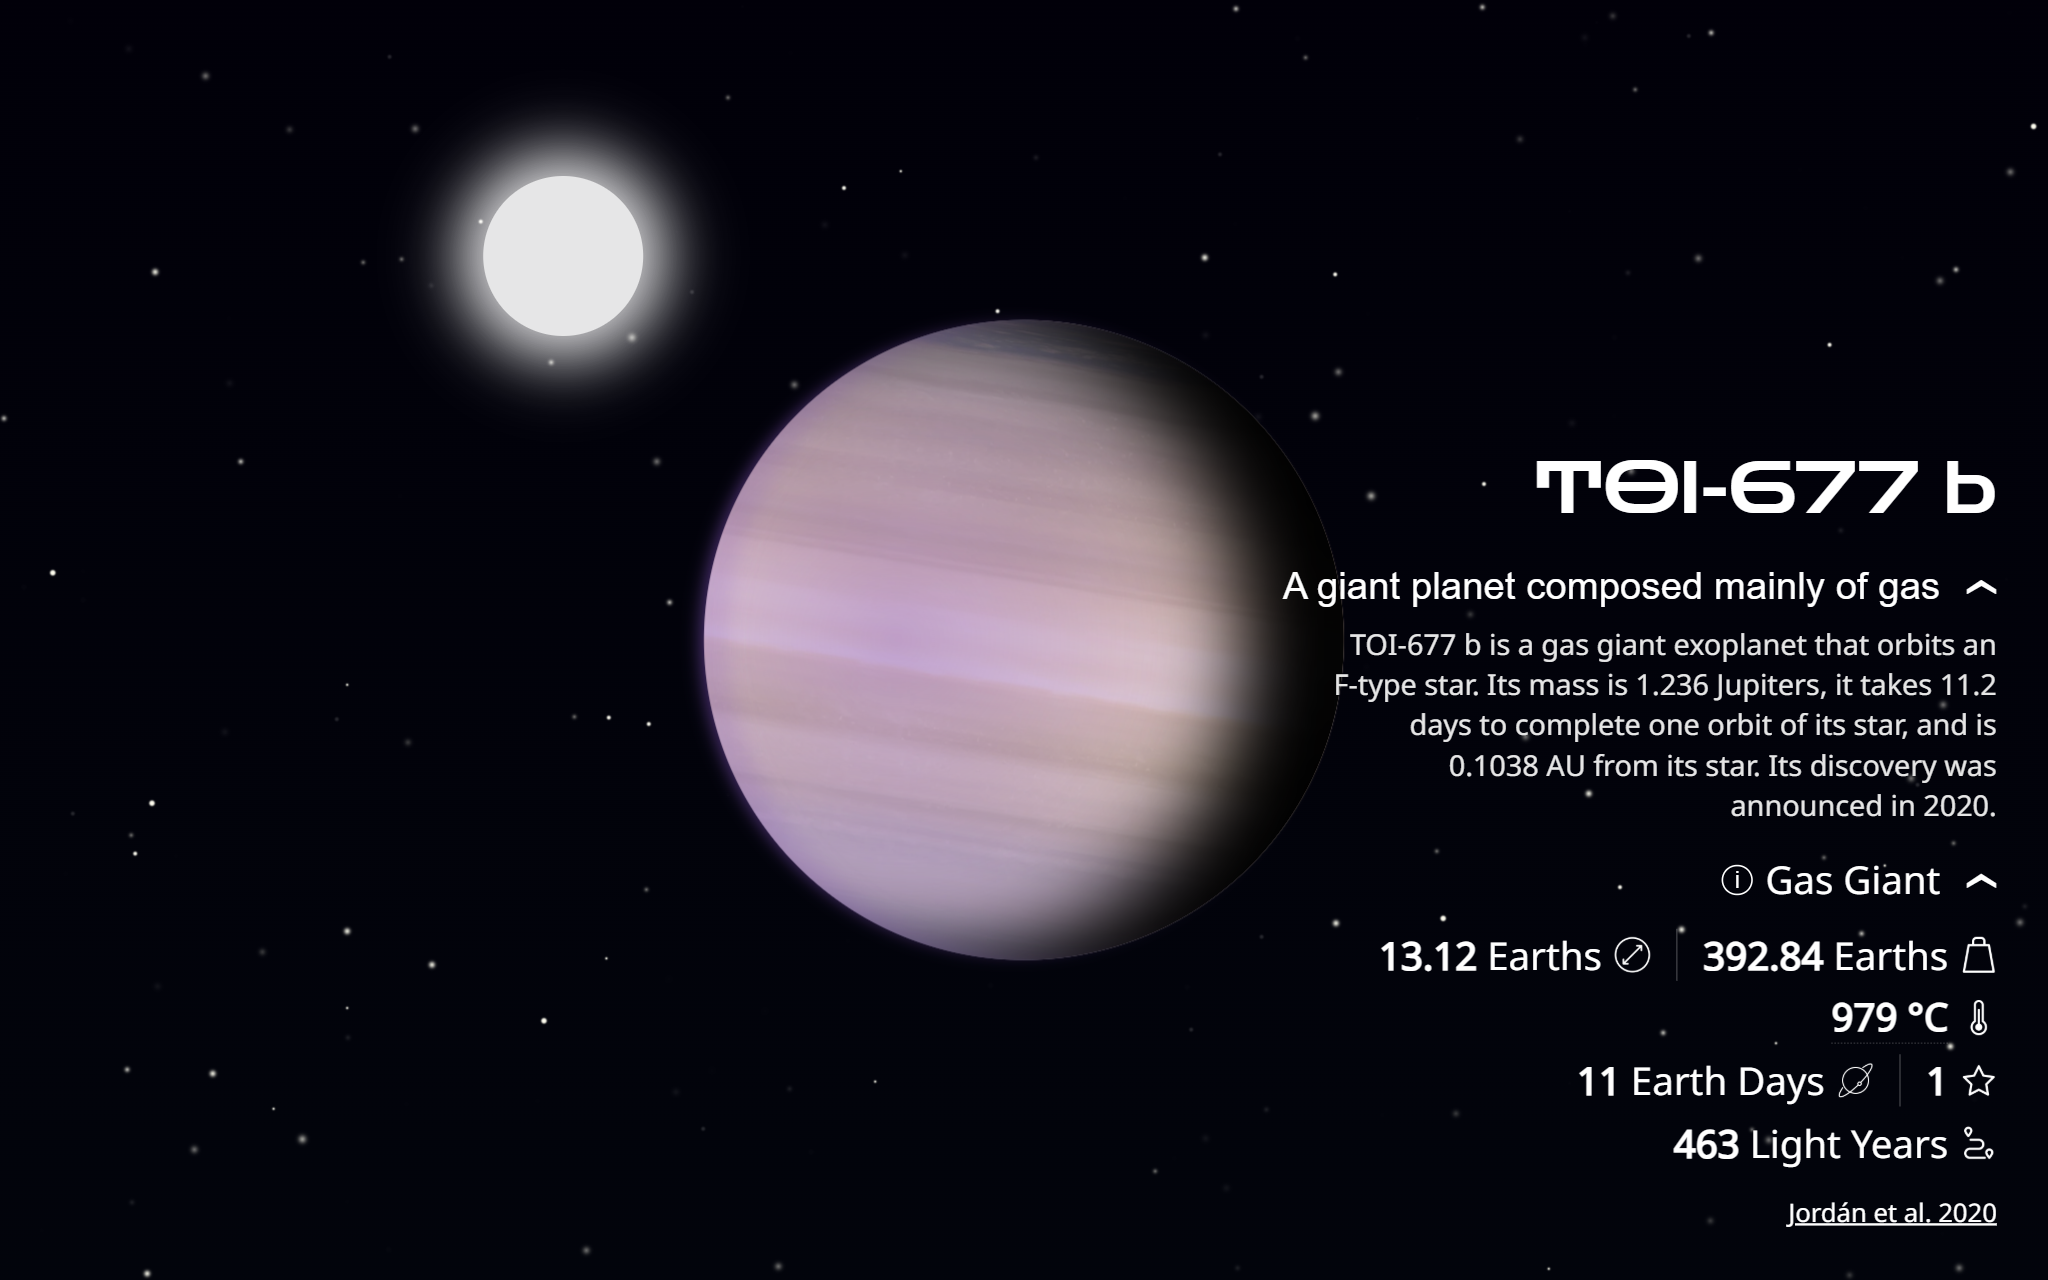 TOI-677 b
A giant planet composed mainly of gas
TOI-677 b is a gas giant exoplanet that orbits an
F-type star. Its mass is 1.236 Jupiters, it takes 11.2
days to complete one orbit of its star, and is
0.1038 AU from its star. Its discovery was
announced in 2020.
Gas Giant
13.12 Earths 392.84 Earths
979 °C
11 Earth Days 1
463 Light Years
Jordán et al. 2020